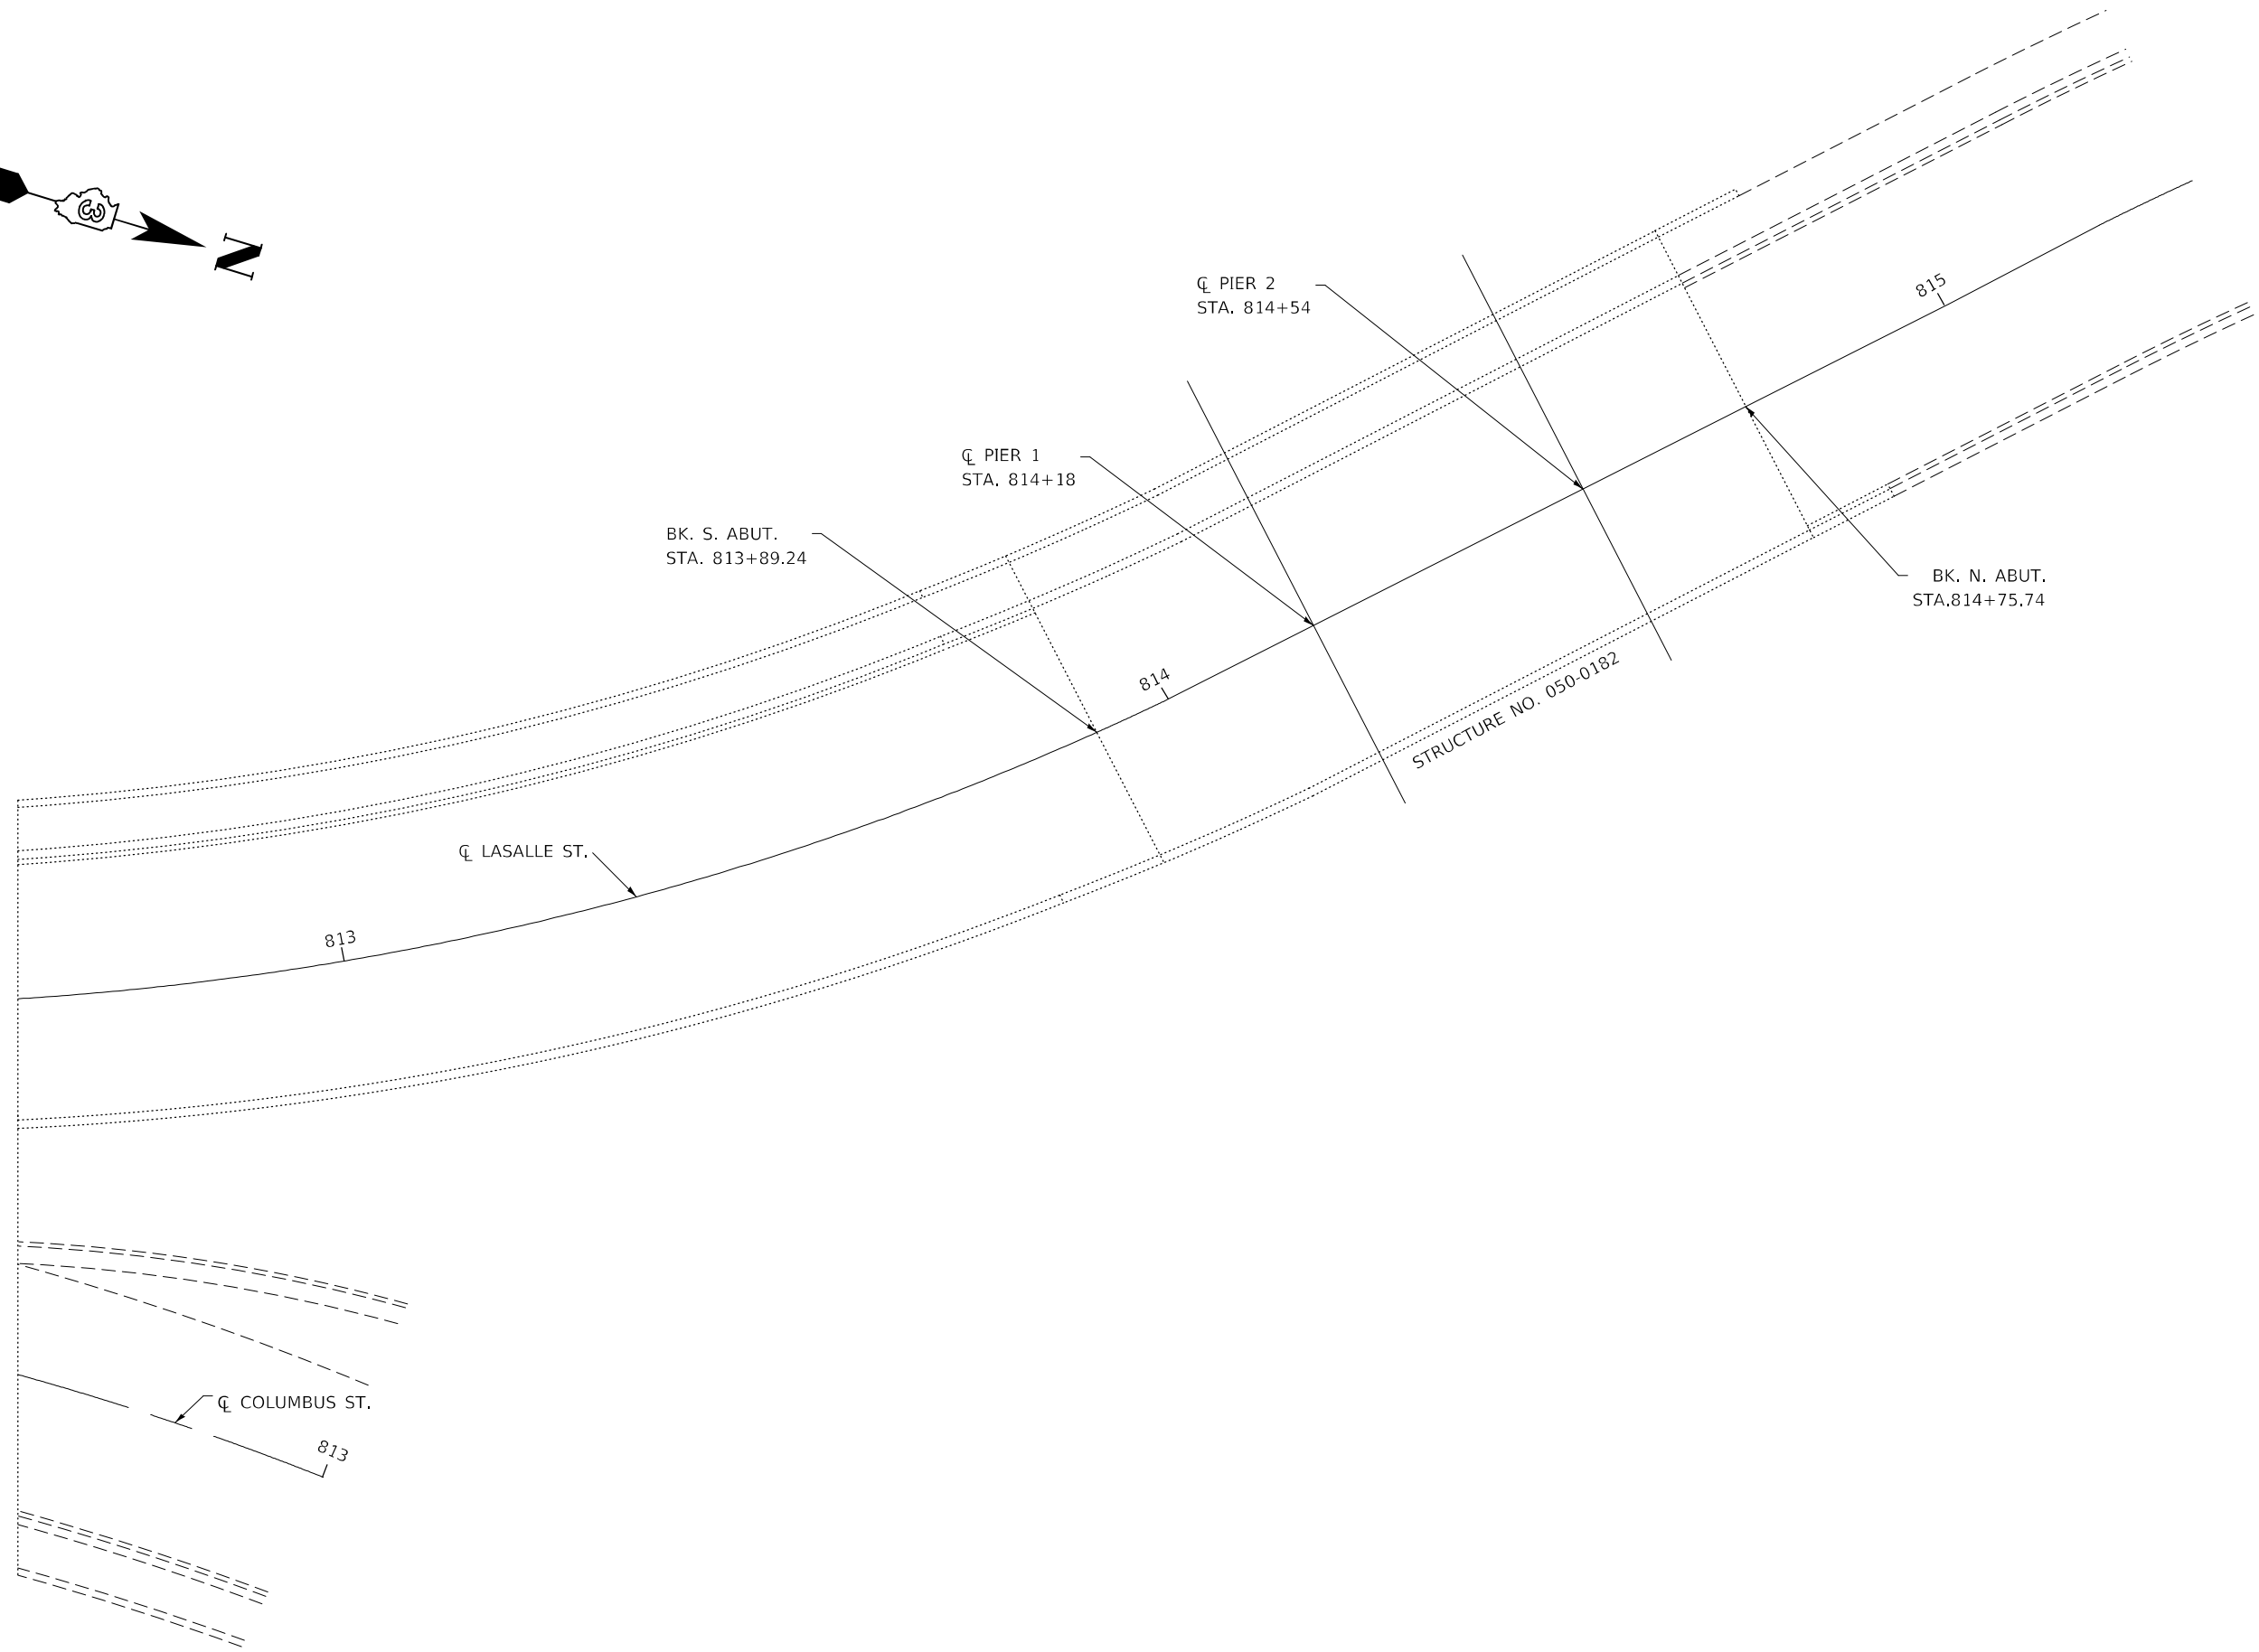 N
3
℄ PIER 2
STA. 814+54
815
℄ PIER 1
STA. 814+18
BK. S. ABUT.
STA. 813+89.24
BK. N. ABUT.
STA.814+75.74
814
STRUCTURE NO. 050-0182
℄ LASALLE ST.
813
℄ COLUMBUS ST.
813